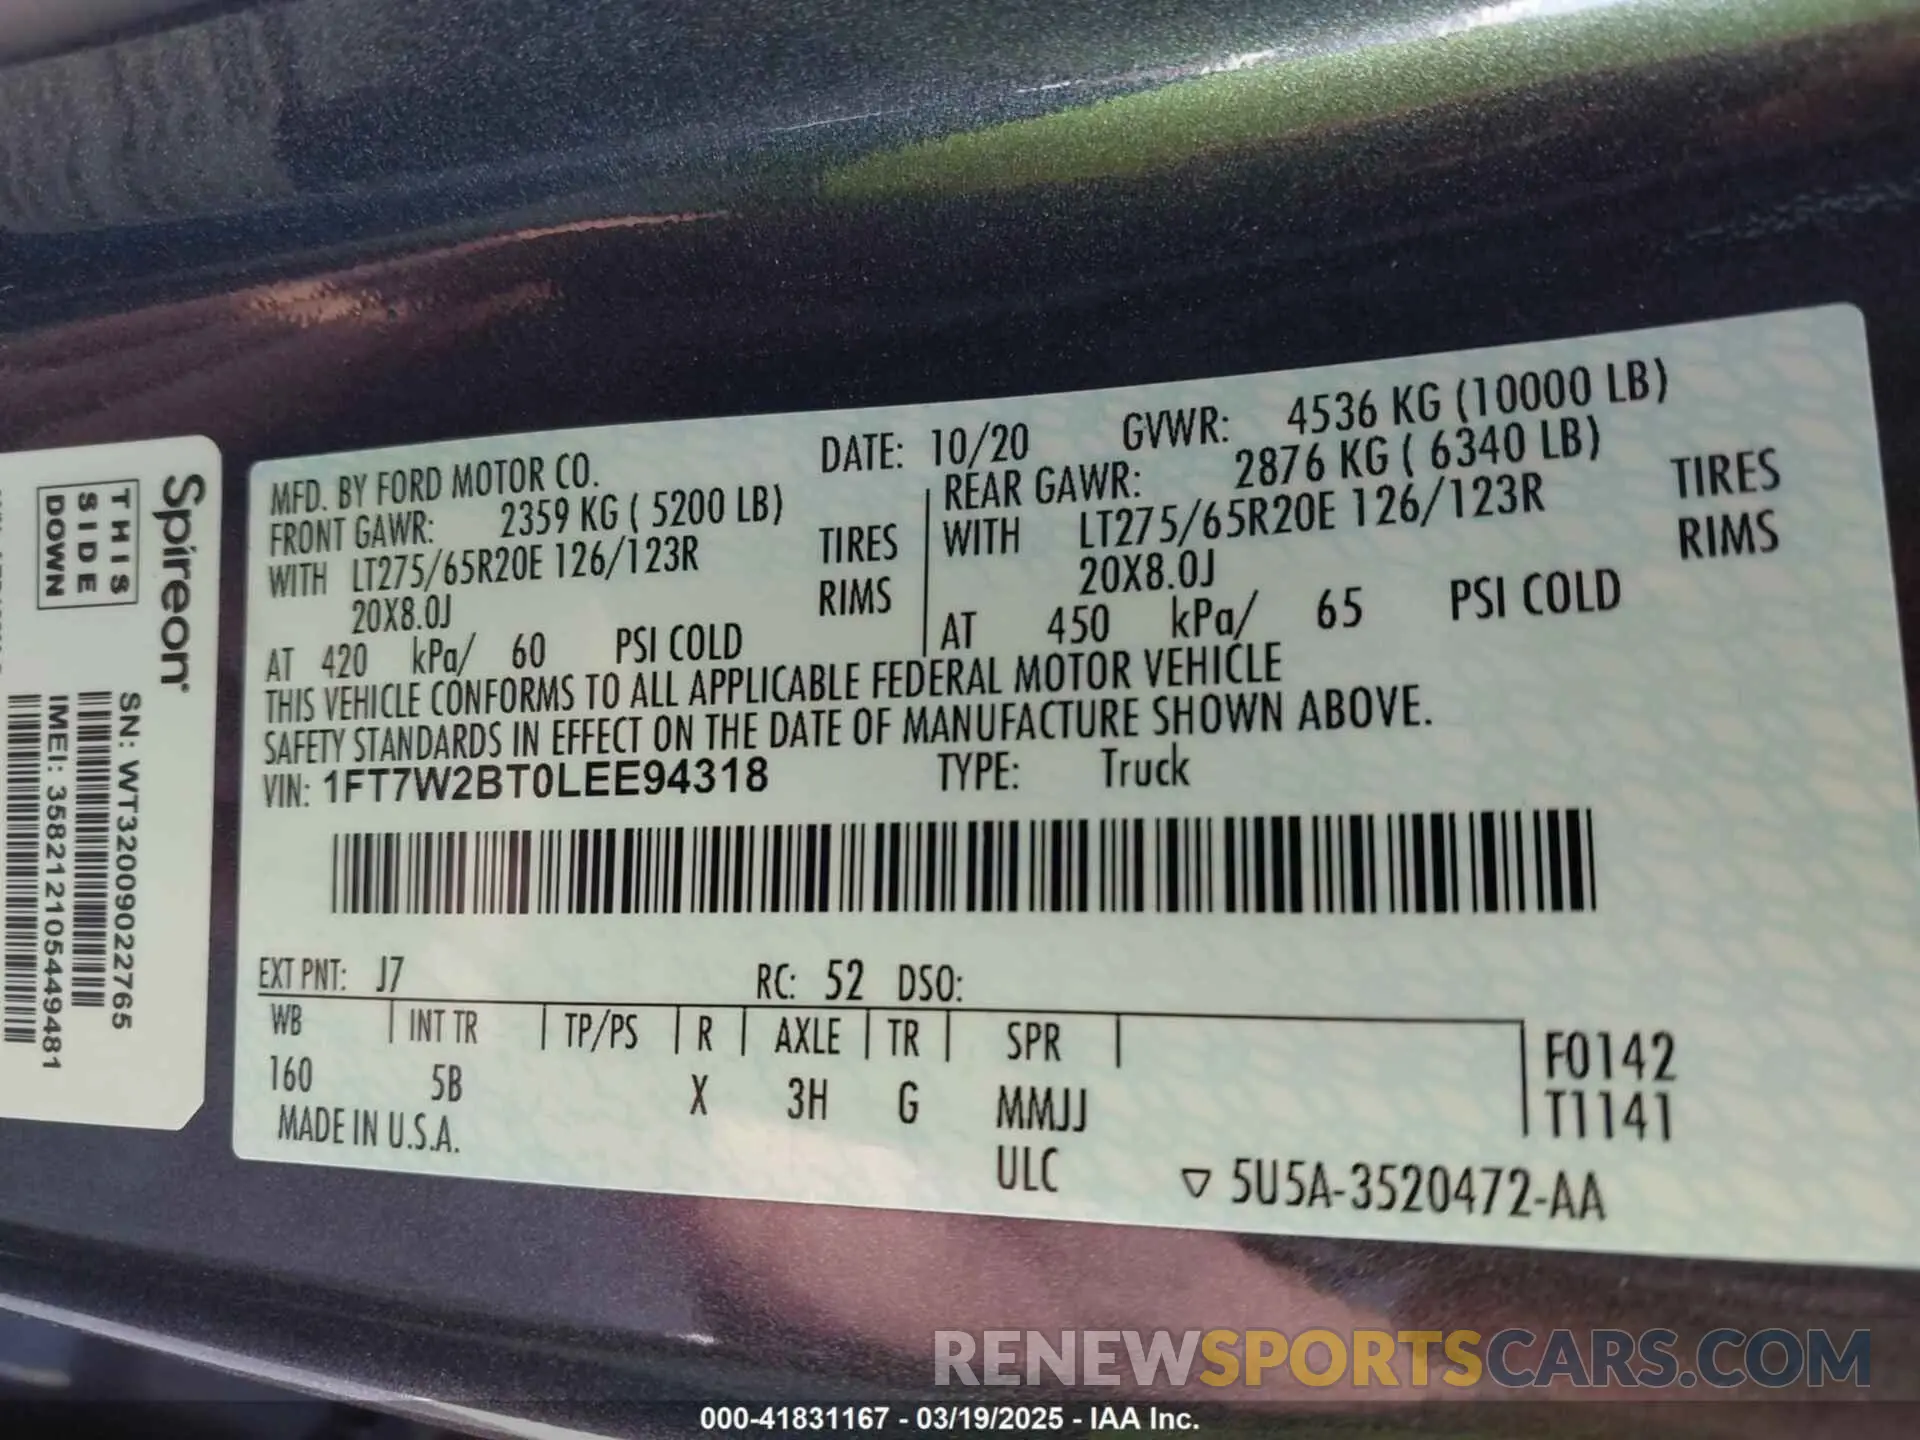 Spireon®
THIS
SIDE
DOWN
SN: WT32009022765
IMEI: 358212105449481
MFD. BY FORD MOTOR CO.
DATE: 10/20
GVWR: 4536 KG (10000 LB)
FRONT GAWR: 2359 KG ( 5200 LB)
WITH LT275/65R20E 126/123R TIRES
20X8.0J RIMS
AT 420 kPa/ 60 PSI COLD
REAR GAWR: 2876 KG ( 6340 LB)
WITH LT275/65R20E 126/123R TIRES
20X8.0J RIMS
AT 450 kPa/ 65 PSI COLD
THIS VEHICLE CONFORMS TO ALL APPLICABLE FEDERAL MOTOR VEHICLE
SAFETY STANDARDS IN EFFECT ON THE DATE OF MANUFACTURE SHOWN ABOVE.
VIN: 1FT7W2BT0LEE94318 TYPE: Truck
EXT PNT: J7 RC: 52 DSO:
WB INT TR TP/PS R AXLE TR SPR
160 5B X 3H G MMJJ
F0142
T1141
MADE IN U.S.A.
ULC
▽ 5U5A-3520472-AA
RENEWSPORTSCARS.COM
000-41831167 - 03/19/2025 - IAA Inc.